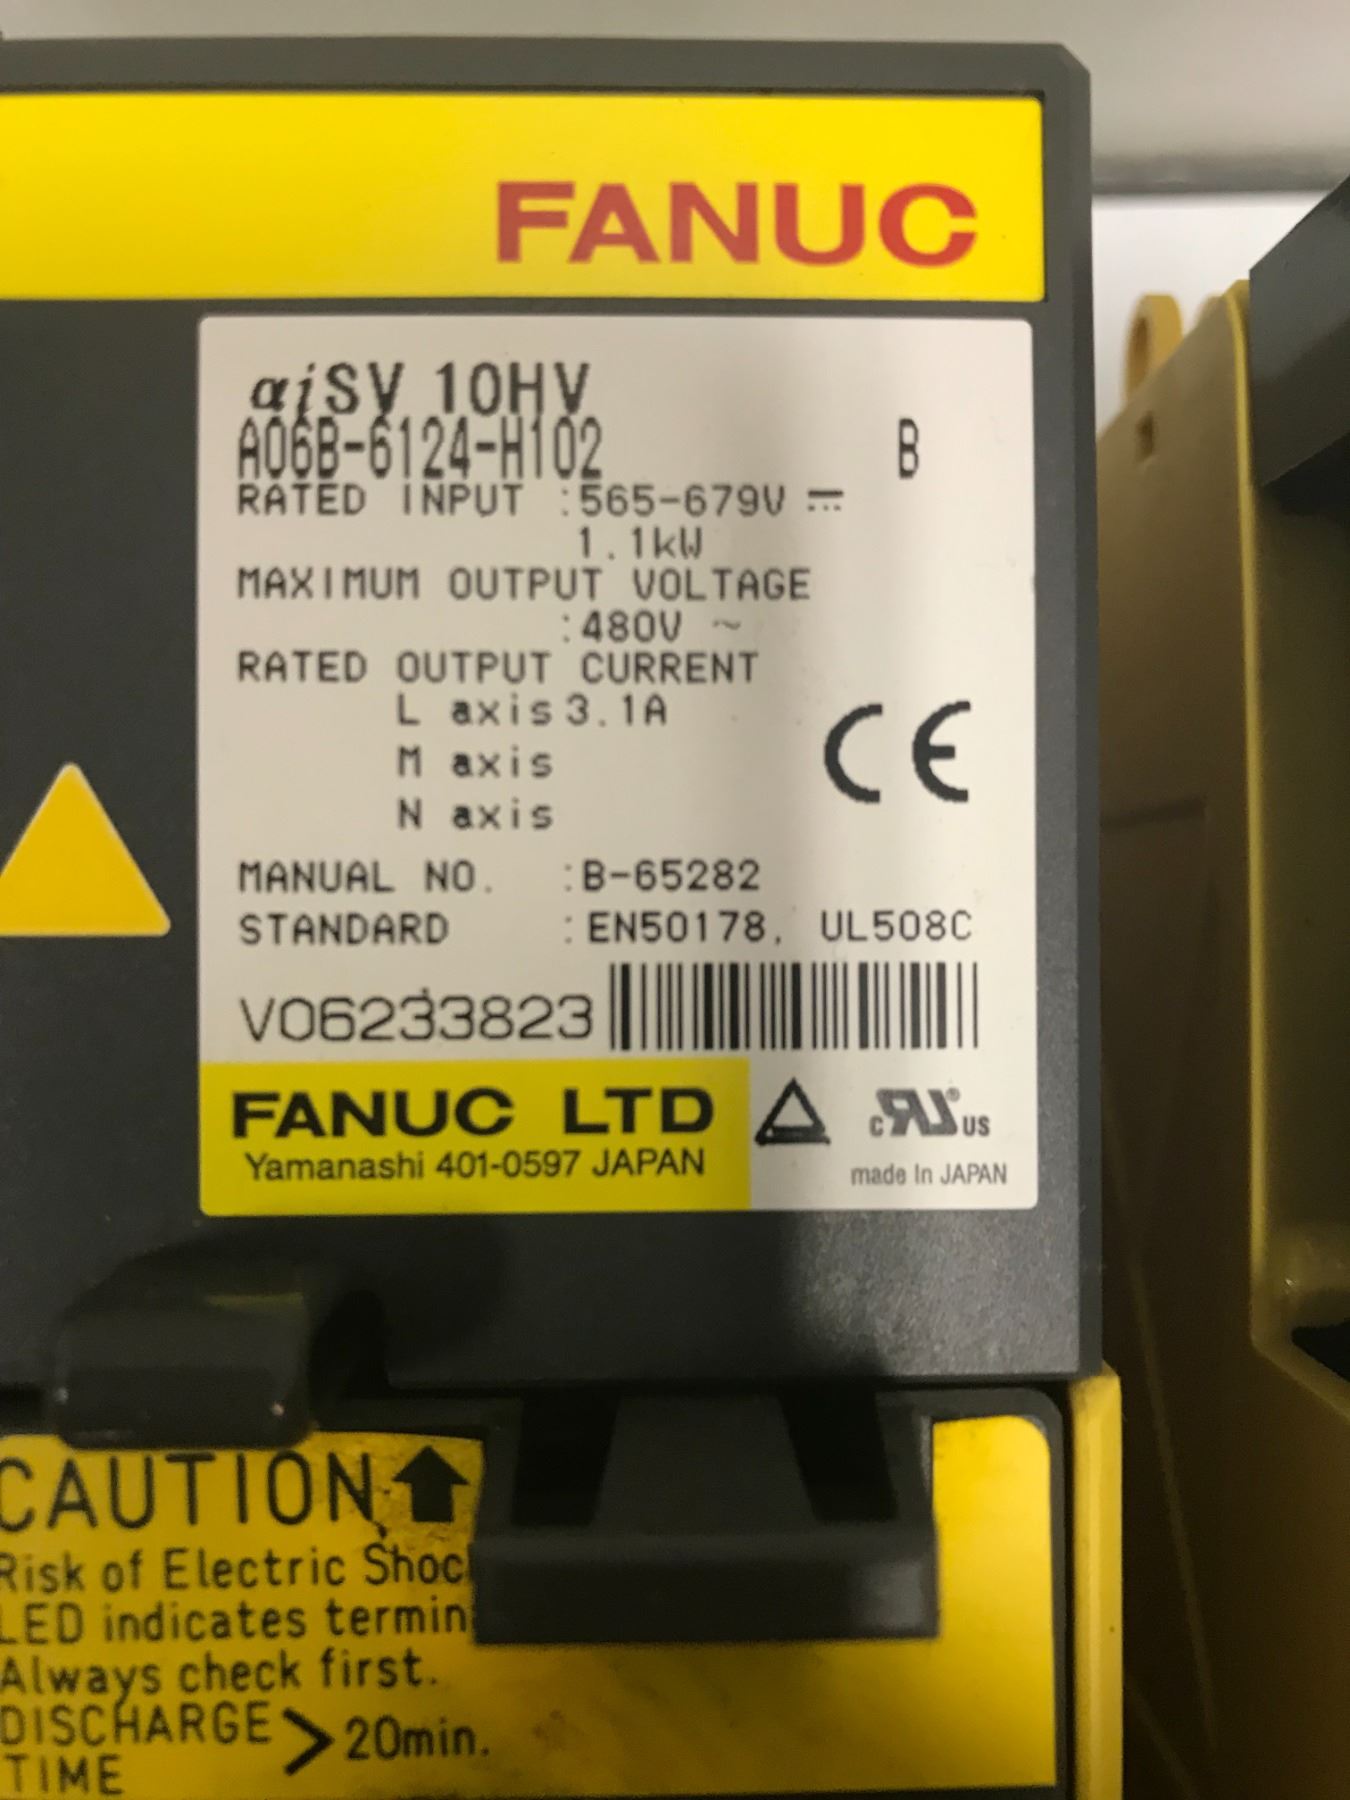 FANUC
αiSV 10HV
A06B-6124-H102 B
RATED INPUT :565-679V ⎓
1.1kW
MAXIMUM OUTPUT VOLTAGE
:480V ~
RATED OUTPUT CURRENT
L axis 3.1A
M axis
N axis
CE
MANUAL NO. :B-65282
STANDARD :EN50178, UL508C
V06233823
FANUC LTD
Yamanashi 401-0597 JAPAN
c RU ® US
made in JAPAN
CAUTION
Risk of Electric Shoc
LED indicates termin
Always check first.
DISCHARGE > 20min.
TIME